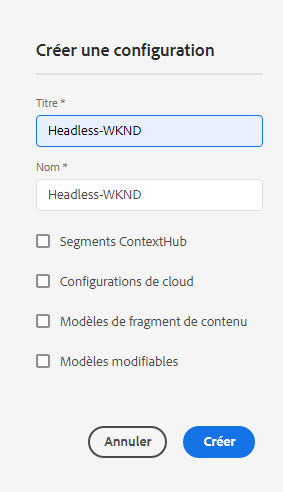 Créer une configuration
Titre *
Headless-WKND
Nom *
Headless-WKND
Segments ContextHub
Configurations de cloud
Modèles de fragment de contenu
Modèles modifiables
Annuler
Créer